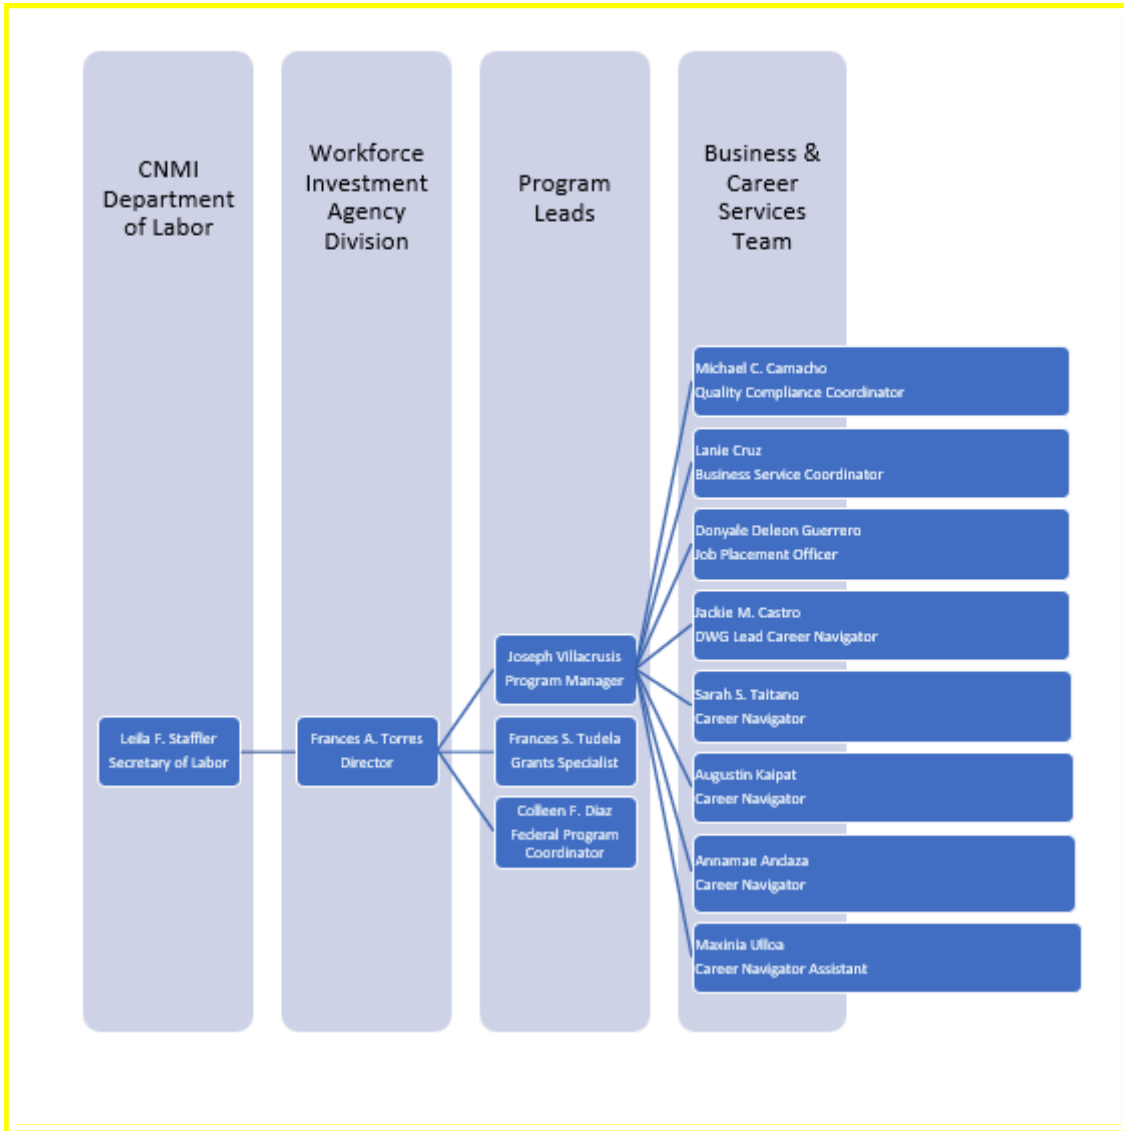 CNMI
Department
of Labor
Workforce
Investment
Agency
Division
Program
Leads
Business &
Career
Services
Team
Leila F. Staffler
Secretary of Labor
Frances A. Torres
Director
Joseph Villacrusis
Program Manager
Frances S. Tudela
Grants Specialist
Colleen F. Diaz
Federal Program
Coordinator
Michael C. Camacho
Quality Compliance Coordinator
Lanie Cruz
Business Service Coordinator
Donyale Deleon Guerrero
Job Placement Officer
Jackie M. Castro
DWG Lead Career Navigator
Sarah S. Taitano
Career Navigator
Augustin Kaipat
Career Navigator
Annamae Andaza
Career Navigator
Maxinia Ulloa
Career Navigator Assistant